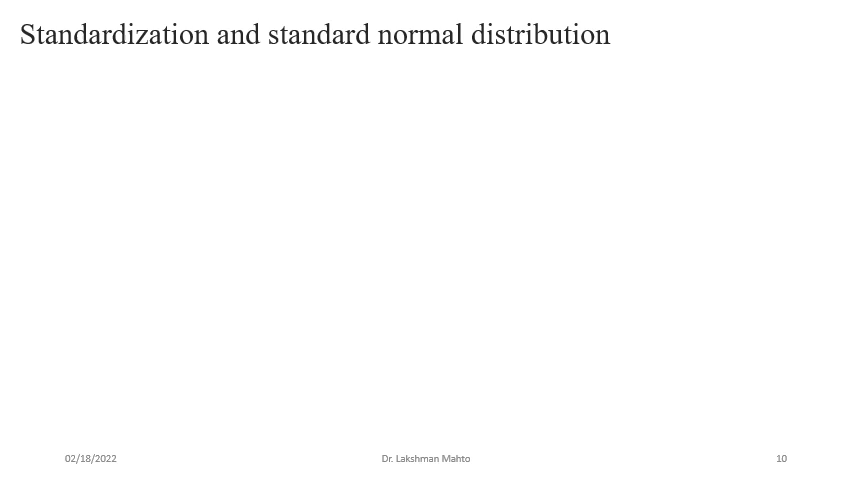 Standardization and standard normal distribution
02/18/2022
Dr. Lakshman Mahto
10